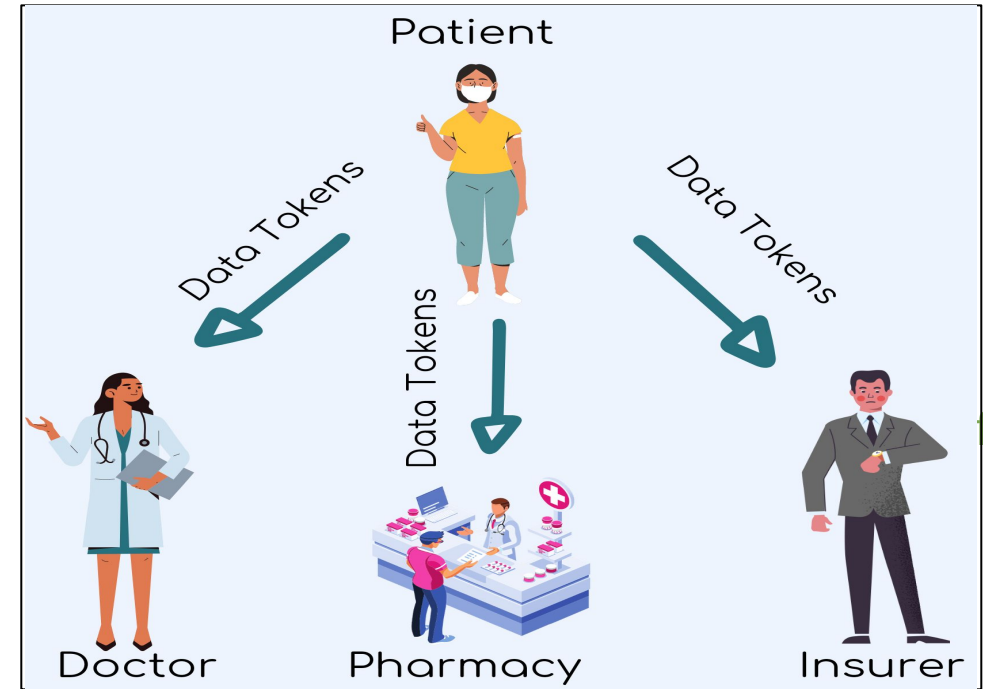 Patient
Data Tokens
Data Tokens
Data Tokens
Doctor
Pharmacy
Insurer